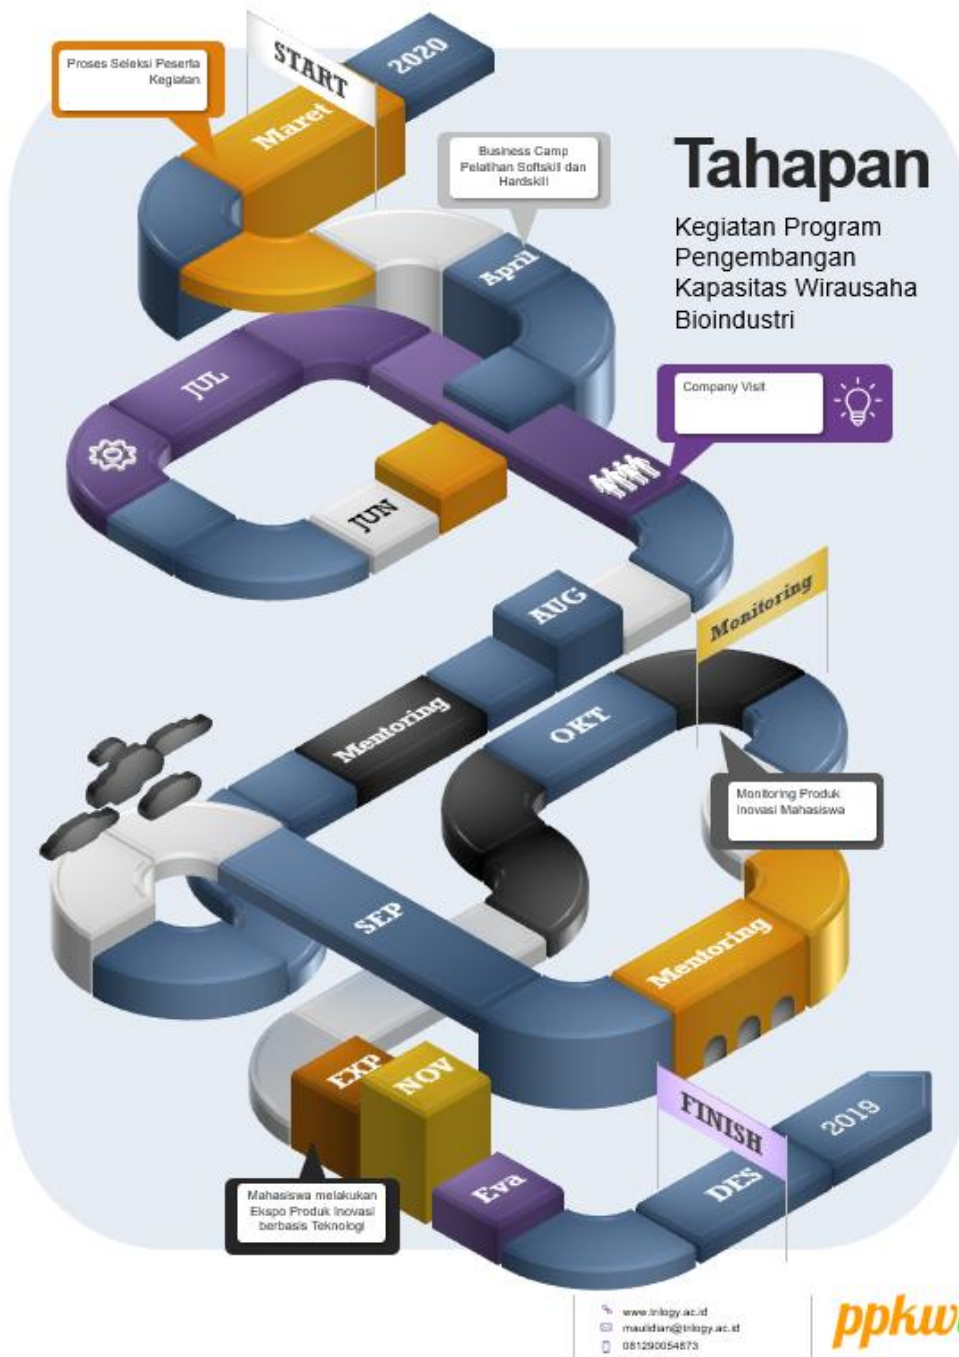 2020
START
Proses Seleksi Peserta
Kegiatan
Maret
Business Camp
Pelatihan Softskill dan
Hardskill
April
Tahapan
Kegiatan Program
Pengembangan
Kapasitas Wirausaha
Bioindustri
JUL
Company Visit
JUN
AUG
Monitoring
Mentoring
OKT
Monitoring Produk
Inovasi Mahasiswa
SEP
Mentoring
EXP
NOV
FINISH
2019
DES
Eva
Mahasiswa melakukan
Ekspo Produk Inovasi
berbasis Teknologi
www.trilogy.ac.id
maulidian@trilogy.ac.id
081290054873
ppkw